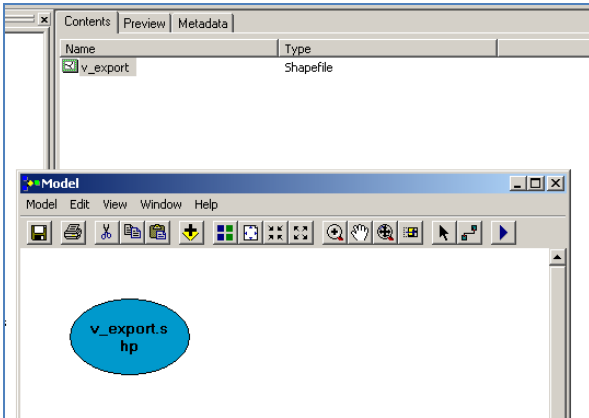 Contents Preview Metadata
Name Type
v_export Shapefile
Model
Model Edit View Window Help
v_export.s
hp